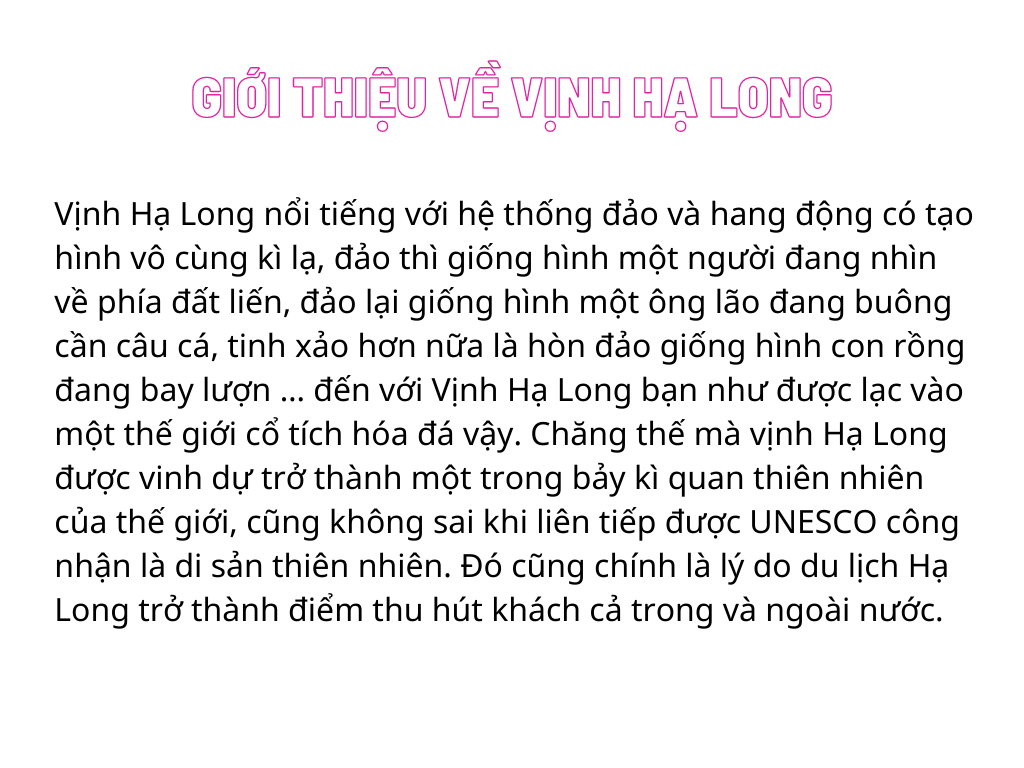 GIỚI THIỆU VỀ VỊNH HẠ LONG
Vịnh Hạ Long nổi tiếng với hệ thống đảo và hang động có tạo
hình vô cùng kì lạ, đảo thì giống hình một người đang nhìn
về phía đất liến, đảo lại giống hình một ông lão đang buông
cần câu cá, tinh xảo hơn nữa là hòn đảo giống hình con rồng
đang bay lượn ... đến với Vịnh Hạ Long bạn như được lạc vào
một thế giới cổ tích hóa đá vậy. Chăng thế mà vịnh Hạ Long
được vinh dự trở thành một trong bảy kì quan thiên nhiên
của thế giới, cũng không sai khi liên tiếp được UNESCO công
nhận là di sản thiên nhiên. Đó cũng chính là lý do du lịch Hạ
Long trở thành điểm thu hút khách cả trong và ngoài nước.